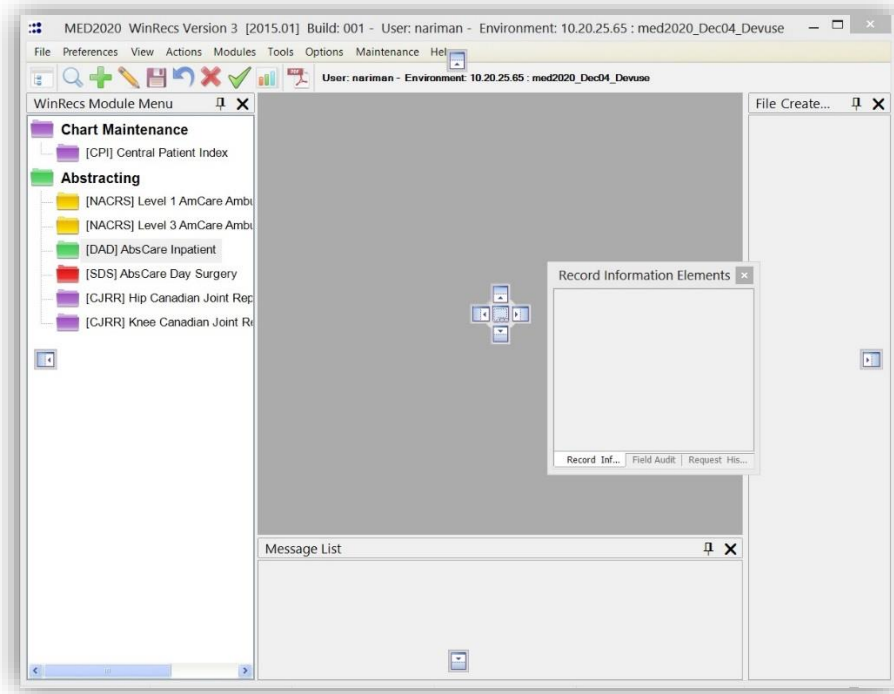 MED2020 WinRecs Version 3 [2015.01] Build: 001 - User: nariman - Environment: 10.20.25.65 : med2020_Dec04_Devuse
File Preferences View Actions Modules Tools Options Maintenance Help
User: nariman - Environment: 10.20.25.65 : med2020_Dec04_Devuse
WinRecs Module Menu
File Create...
Chart Maintenance
[CPI] Central Patient Index
Abstracting
[NACRS] Level 1 AmCare Ambu
[NACRS] Level 3 AmCare Ambu
[DAD] AbsCare Inpatient
[SDS] AbsCare Day Surgery
[CJRR] Hip Canadian Joint Rep
[CJRR] Knee Canadian Joint Re
Record Information Elements
Record Inf... Field Audit Request His...
Message List